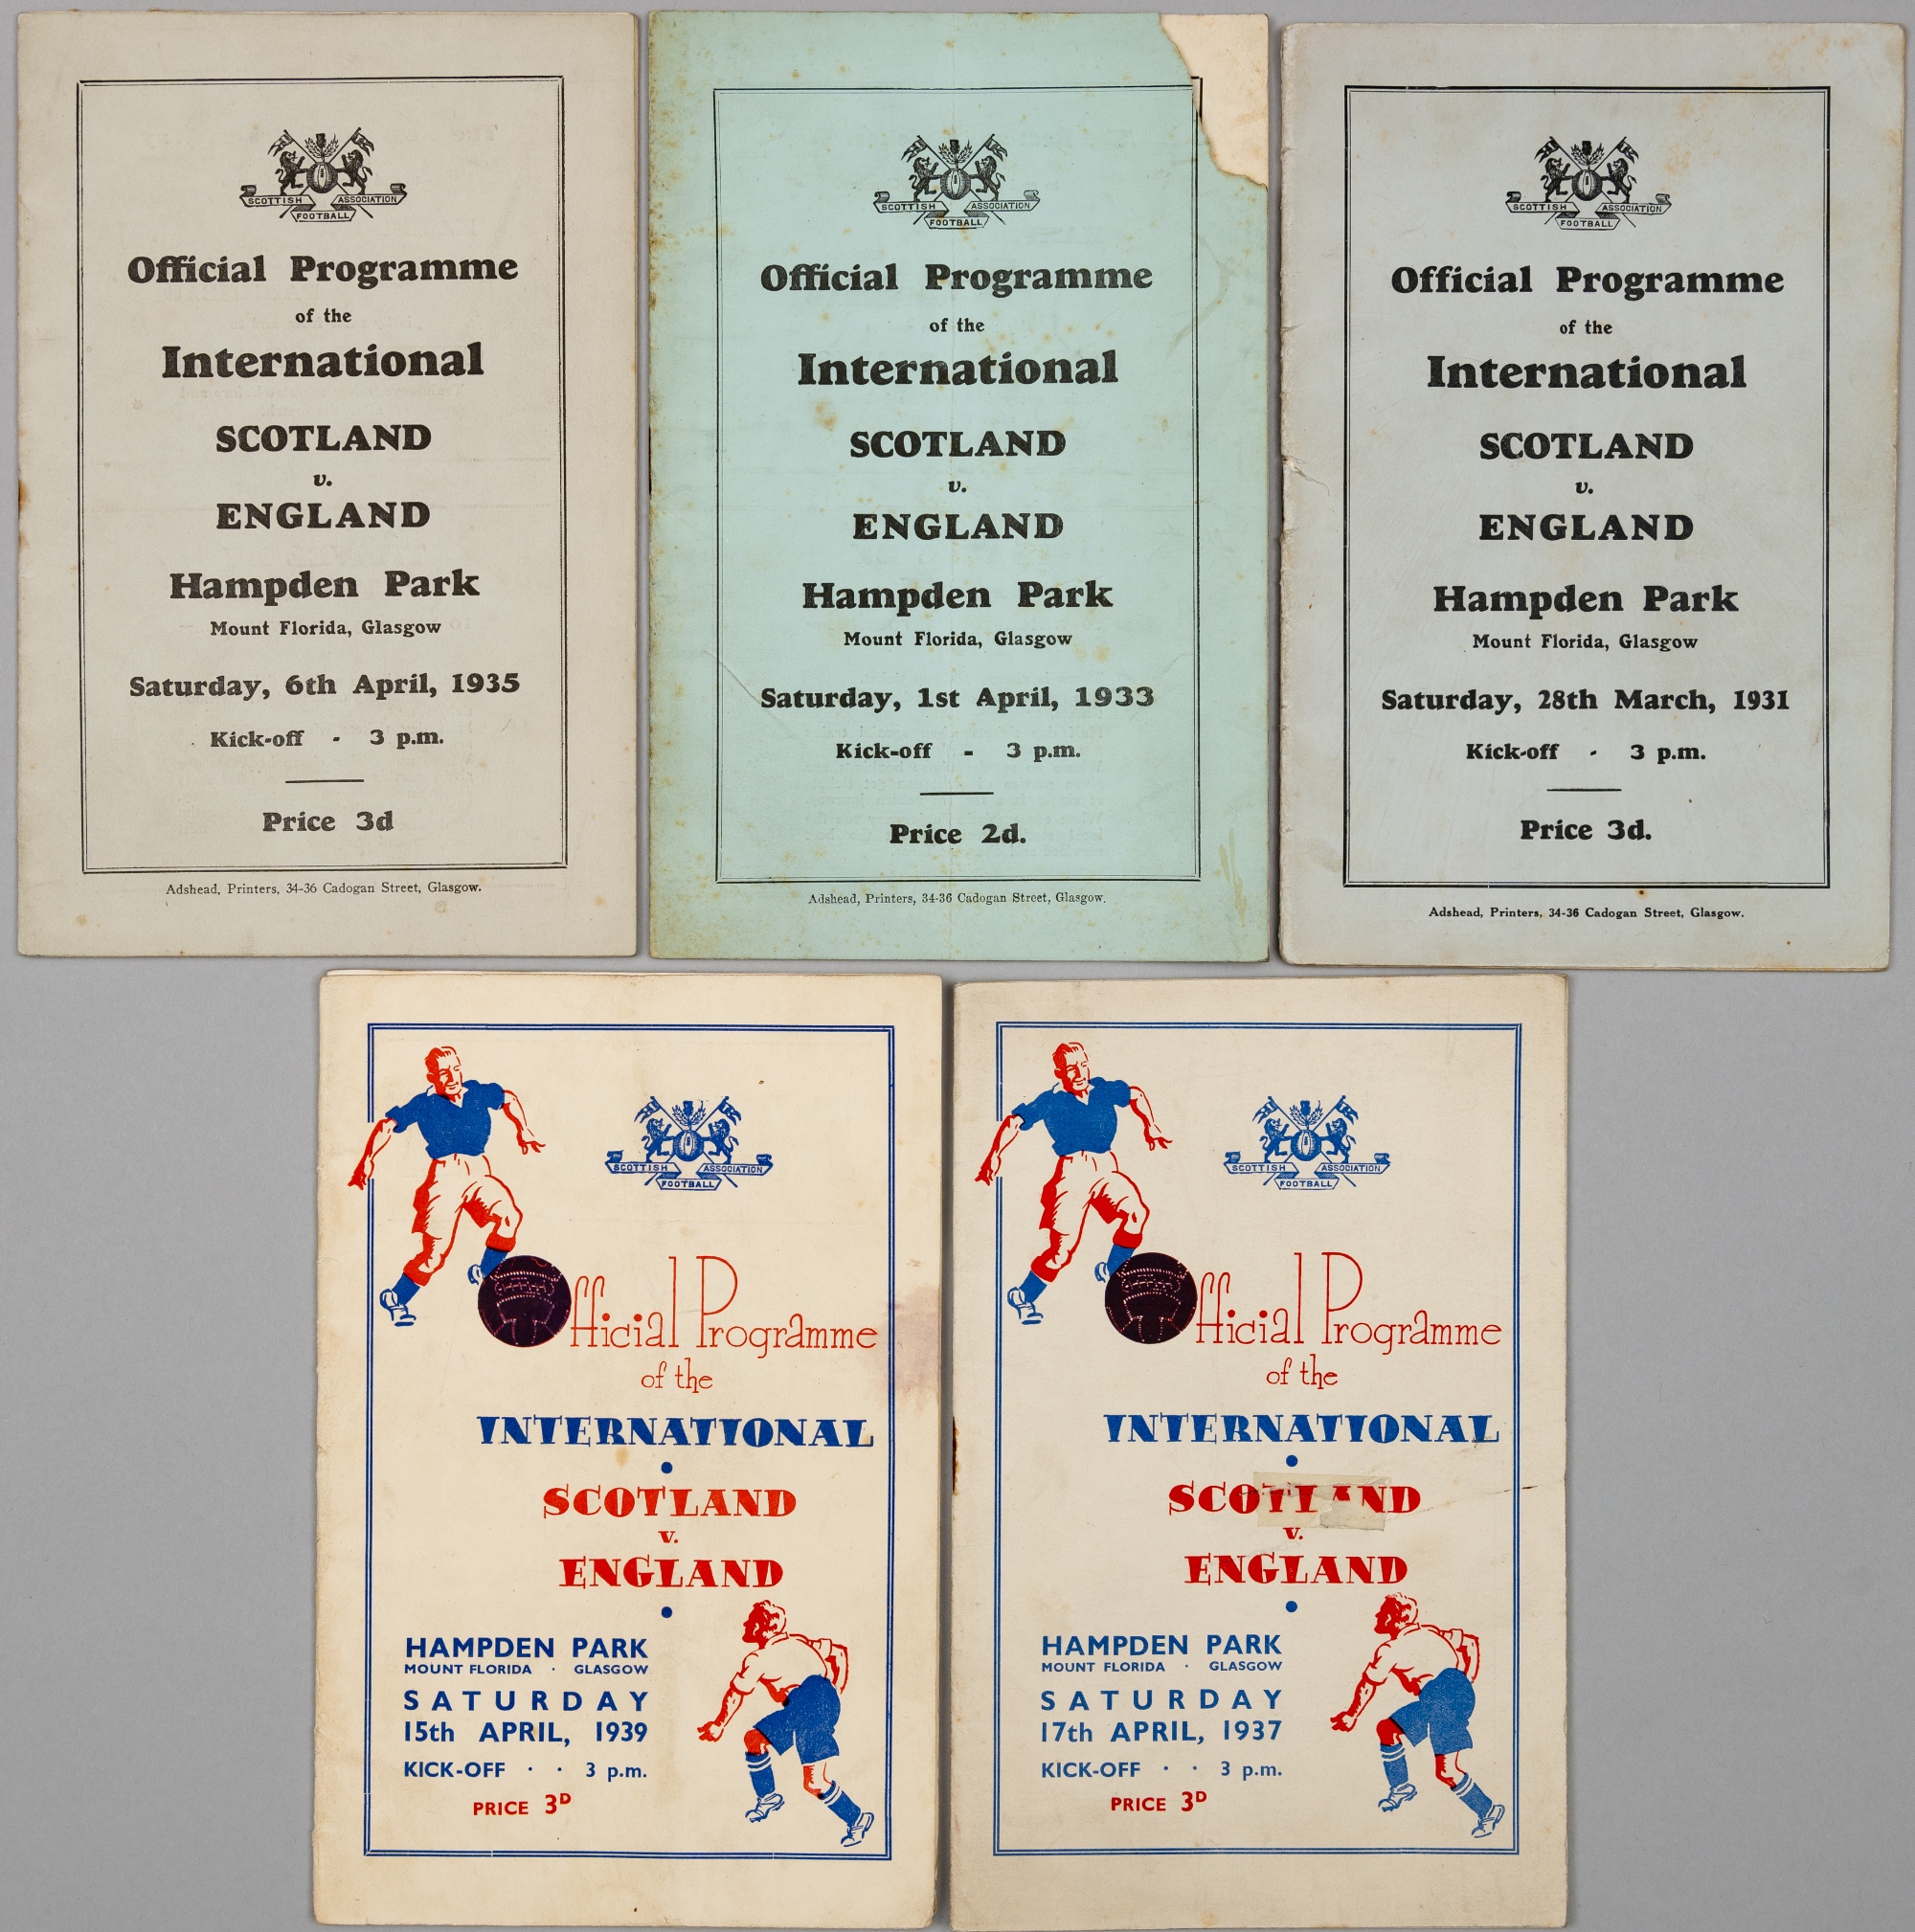 SCOTTISH ASSOCIATION
FOOTBALL
Official Programme
of the
International
SCOTLAND
v.
ENGLAND
Hampden Park
Mount Florida, Glasgow
Saturday, 6th April, 1935
Kick-off - 3 p.m.
Price 3d
Adshead, Printers, 34-36 Cadogan Street, Glasgow.
SCOTTISH ASSOCIATION
FOOTBALL
Official Programme
of the
International
SCOTLAND
v.
ENGLAND
Hampden Park
Mount Florida, Glasgow
Saturday, 1st April, 1933
Kick-off - 3 p.m.
Price 2d.
Adshead, Printers, 34-36 Cadogan Street, Glasgow.
SCOTTISH ASSOCIATION
FOOTBALL
Official Programme
of the
International
SCOTLAND
v.
ENGLAND
Hampden Park
Mount Florida, Glasgow
Saturday, 28th March, 1931
Kick-off - 3 p.m.
Price 3d.
Adshead, Printers, 34-36 Cadogan Street, Glasgow.
SCOTTISH ASSOCIATION
FOOTBALL
Official Programme
of the
INTERNATIONAL
SCOTLAND
v.
ENGLAND
HAMPDEN PARK
MOUNT FLORIDA · GLASGOW
SATURDAY
15th APRIL, 1939
KICK-OFF · · 3 p.m.
PRICE 3D
SCOTTISH ASSOCIATION
FOOTBALL
Official Programme
of the
INTERNATIONAL
SCOTLAND
v.
ENGLAND
HAMPDEN PARK
MOUNT FLORIDA · GLASGOW
SATURDAY
17th APRIL, 1937
KICK-OFF · · 3 p.m.
PRICE 3D